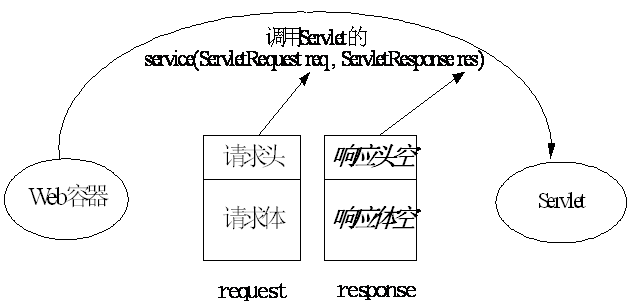 调用Servlet的
service(ServletRequest req , ServletResponse res)
请求头
响应头空
Web容器
请求体
响应体空
Servlet
request
response